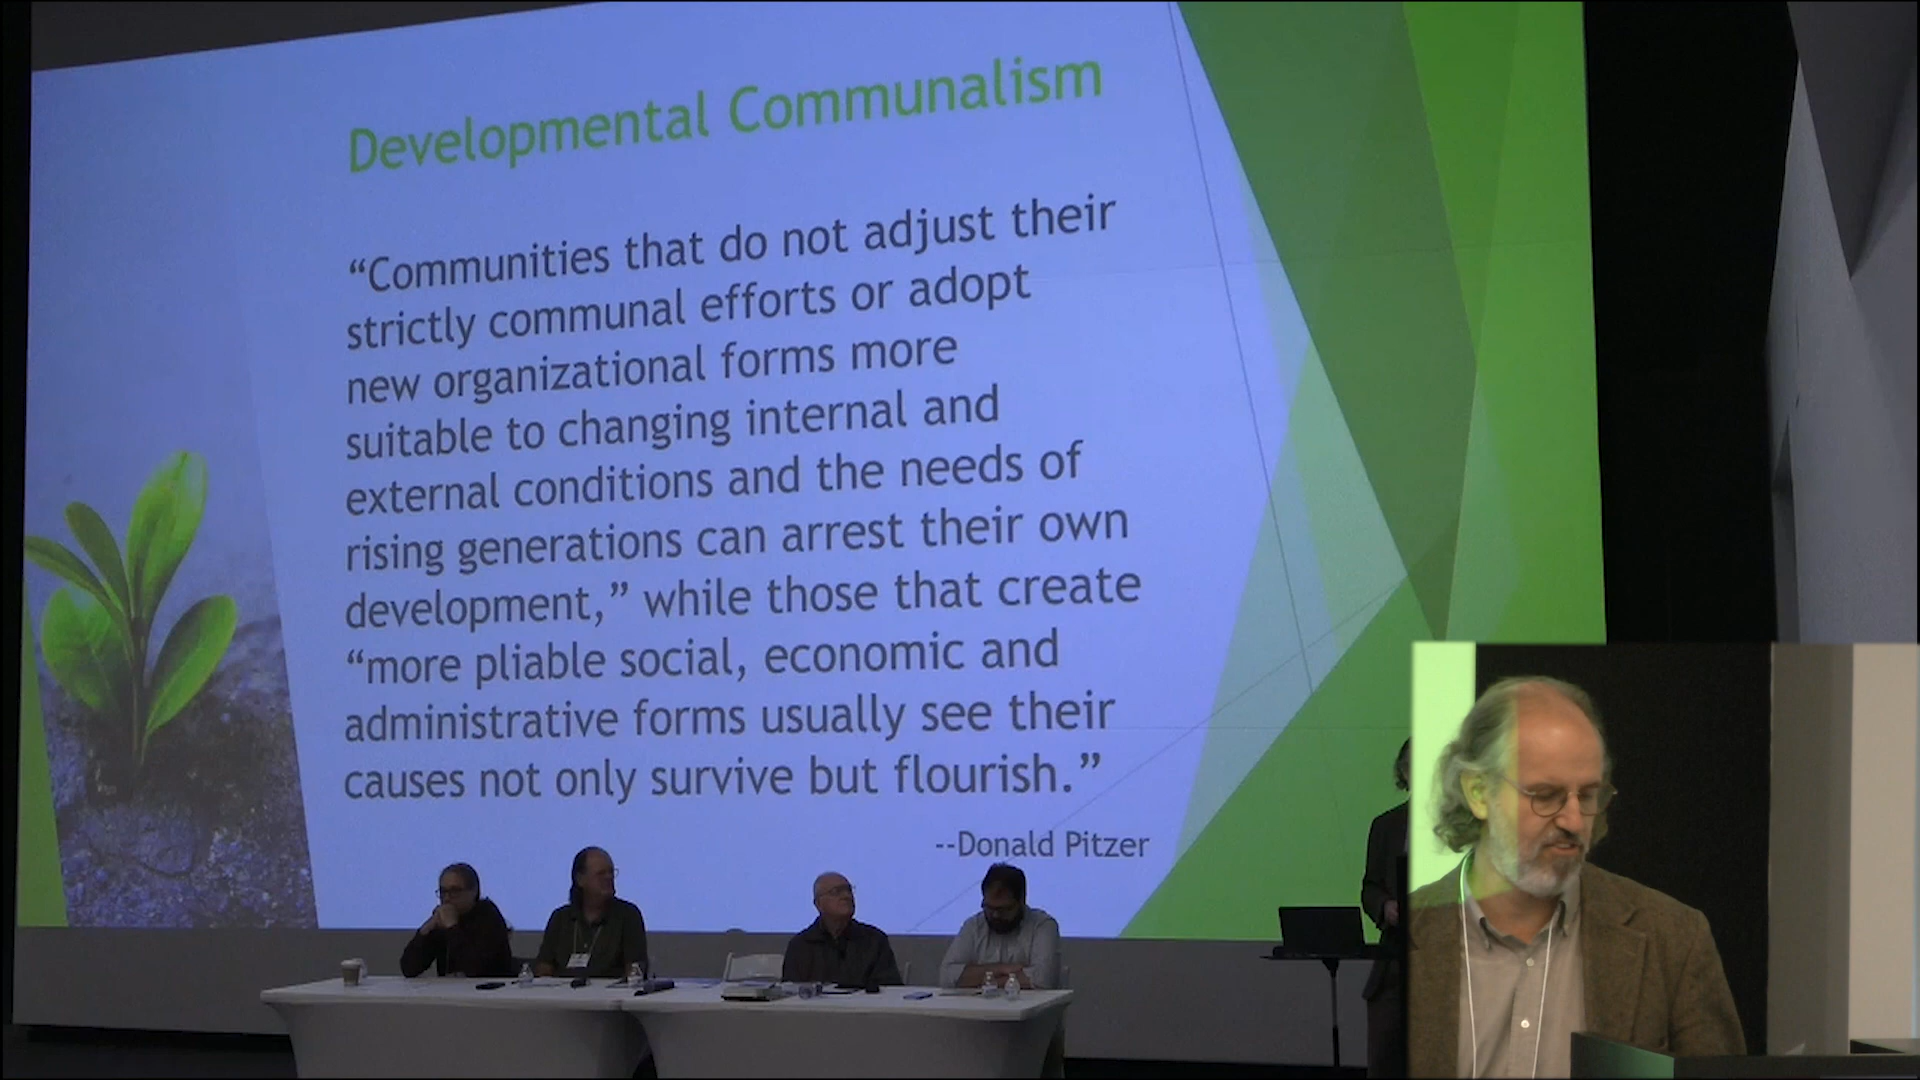 Developmental Communalism
“Communities that do not adjust their
strictly communal efforts or adopt
new organizational forms more
suitable to changing internal and
external conditions and the needs of
rising generations can arrest their own
development,” while those that create
“more pliable social, economic and
administrative forms usually see their
causes not only survive but flourish.”
--Donald Pitzer